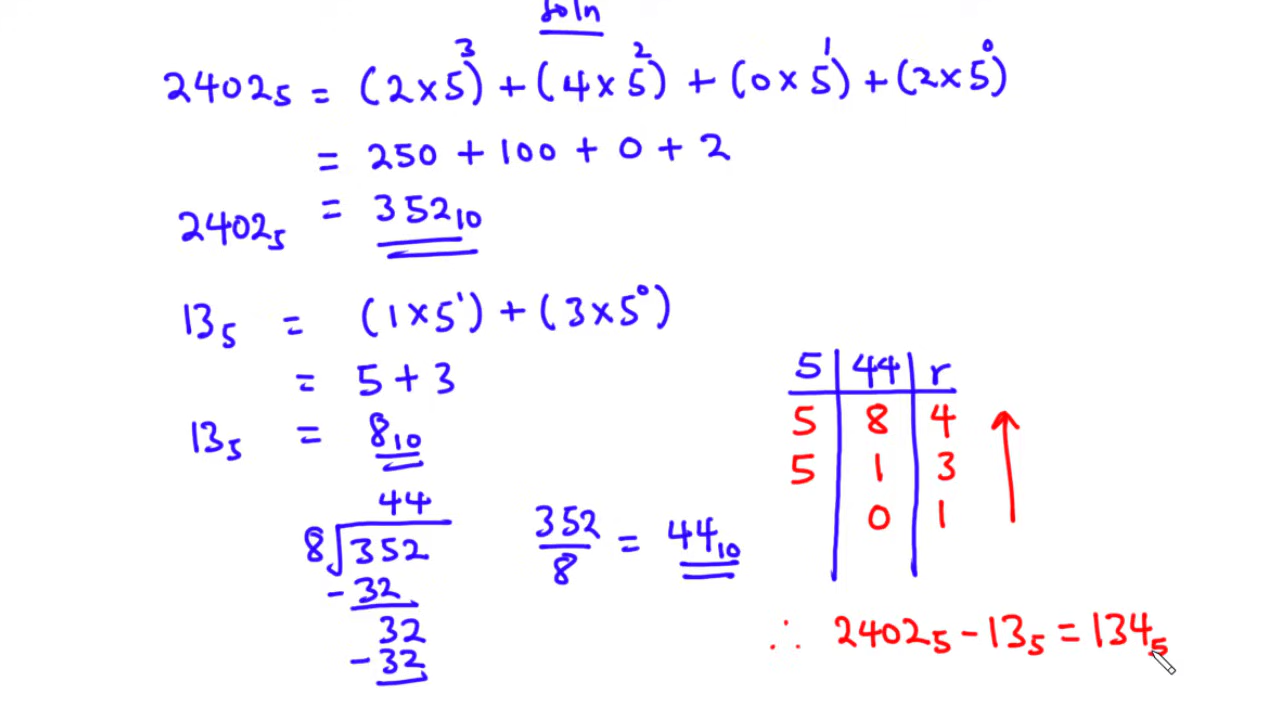 soln
2402₅ = (2×5)³ + (4×5²) + (0×5¹) + (2×5⁰)
= 250 + 100 + 0 + 2
2402₅ = 352₁₀
13₅ = (1×5¹) + (3×5⁰)
= 5 + 3
13₅ = 8₁₀
44
8 352
-32
32
-32
352/8 = 44₁₀
5 44 r
5 8 4
5 1 3
0 1
∴ 2402₅ - 13₅ = 134₅